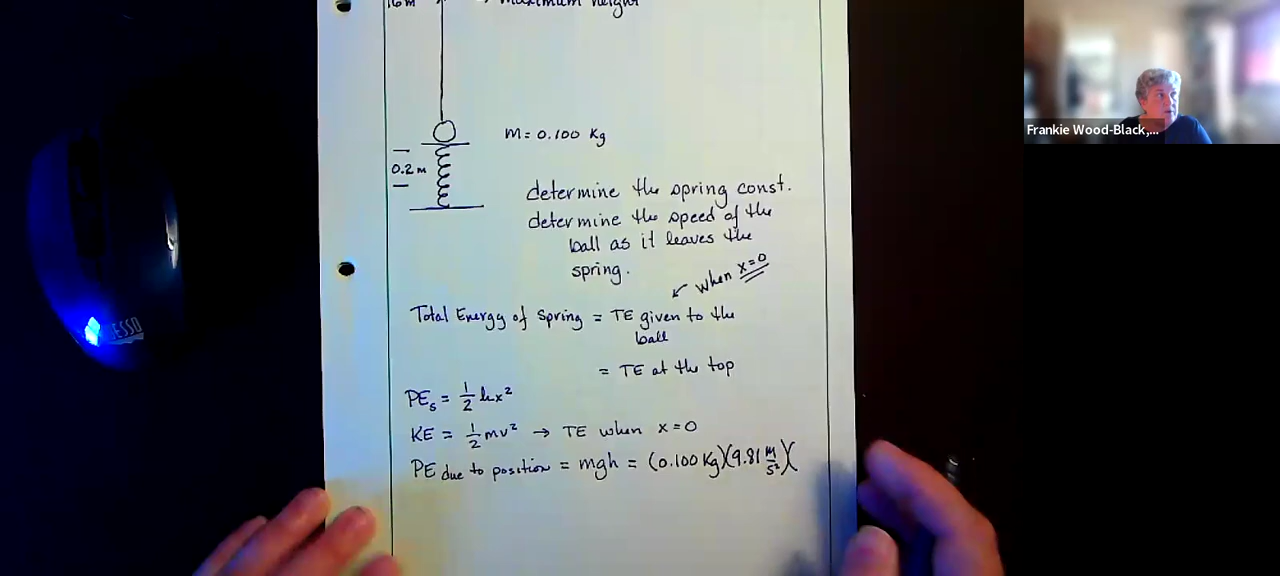 16m
maximum height
m = 0.100 Kg
0.2 m
determine the spring const.
determine the speed of the
ball as it leaves the
spring.
when x=0
Total Energy of Spring = TE given to the
ball
= TE at the top
PEs = 1/2 kx²
KE = 1/2 mv² → TE when x=0
PE due to position = mgh = (0.100 Kg)(9.81 m/s²)(
Frankie Wood-Black,...